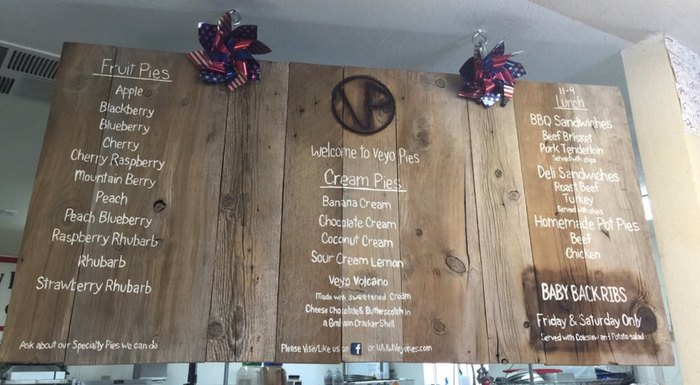 Fruit Pies
Apple
Blackberry
Blueberry
Cherry
Cherry Raspberry
Mountain Berry
Peach
Peach Blueberry
Raspberry Rhubarb
Rhubarb
Strawberry Rhubarb
Ask about our Specialty Pies we can do
VP
Welcome to Veyo Pies
Cream Pies
Banana Cream
Chocolate Cream
Coconut Cream
Sour Cream Lemon
Veyo Volcano
Made with sweetened Cream
Cheese Chocolate & Butterscotch in
a Graham Cracker Shell
Please Visit/Like us on f or WWW.Veyopies.com
11-4
Lunch
BBQ Sandwiches
Beef Brisket
Pork Tenderloin
Served with chips
Deli Sandwiches
Roast Beef
Turkey
Served with chips
Homemade Pot Pies
Beef
Chicken
BABY BACK RIBS
Friday & Saturday Only
Served with Coleslaw and Potato salad